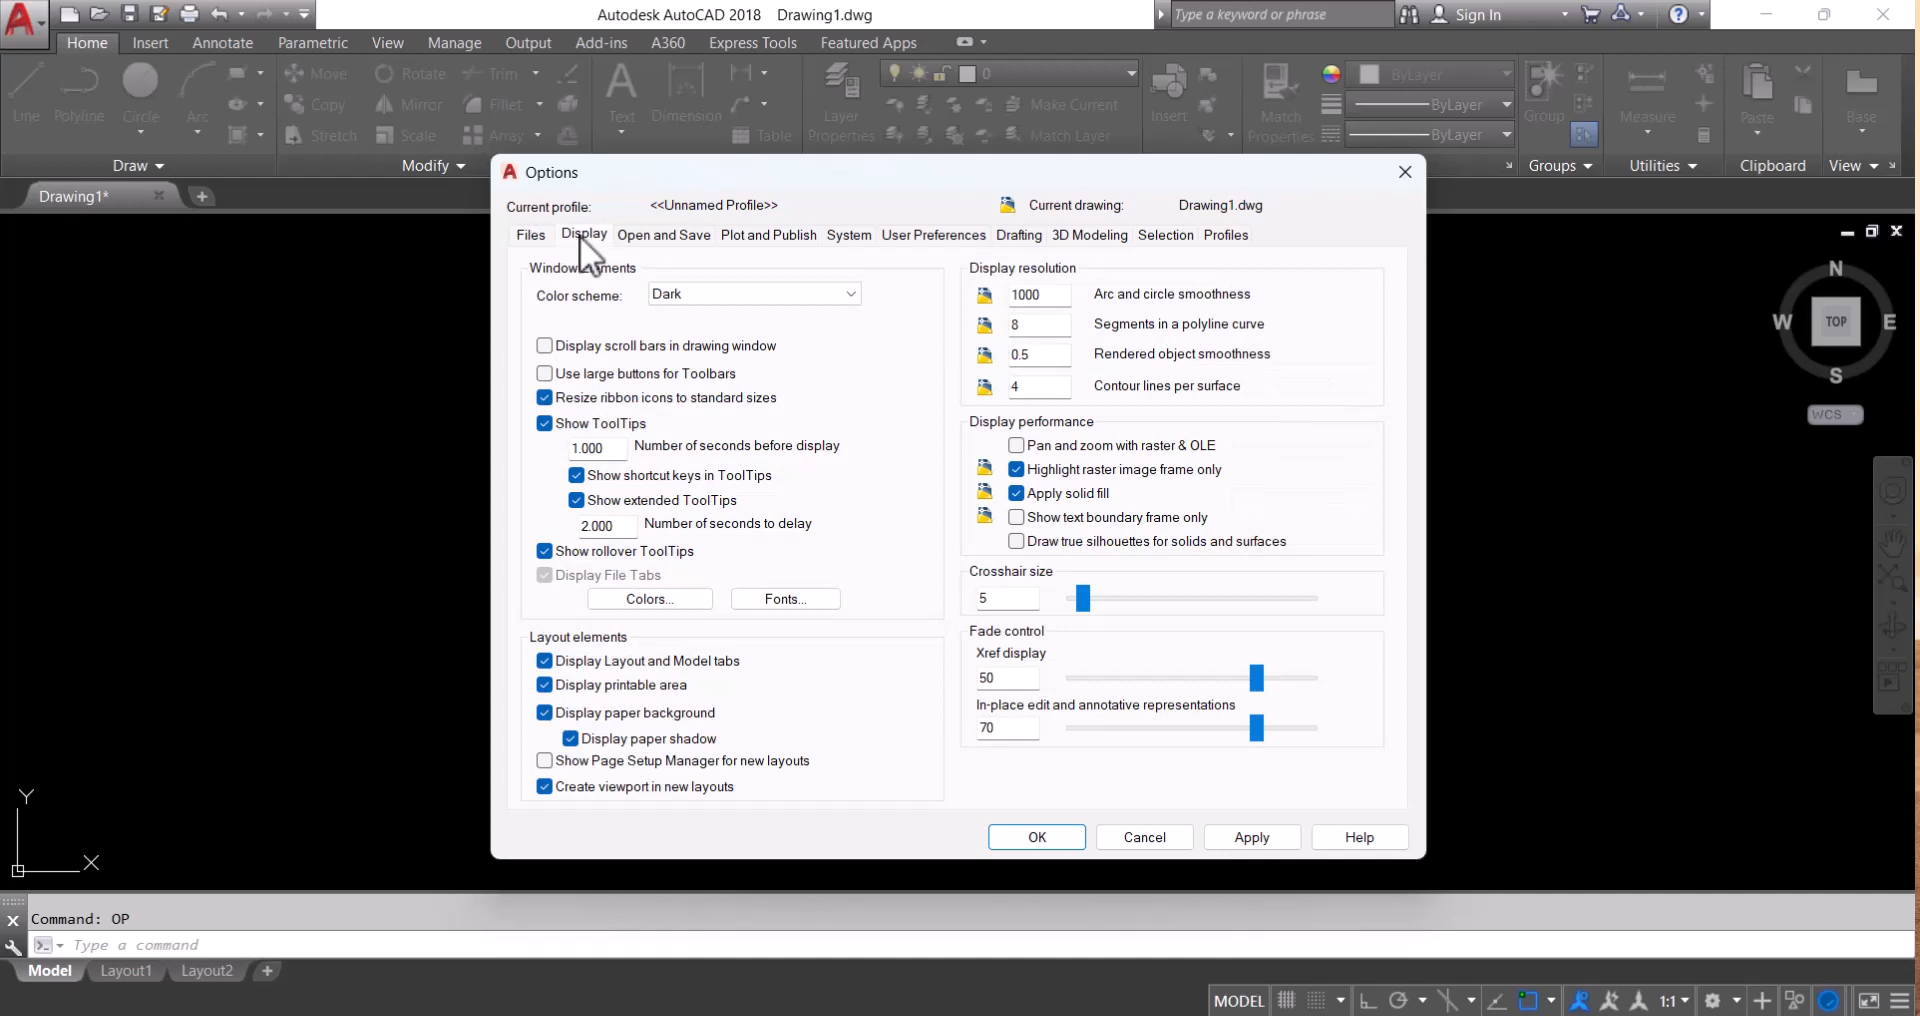 Autodesk AutoCAD 2018 Drawing1.dwg
Type a keyword or phrase
Sign In
Home Insert Annotate Parametric View Manage Output Add-ins A360 Express Tools Featured Apps
Line Polyline Circle Arc
Move Rotate Trim
Copy Mirror Fillet
Stretch Scale Array
Text Dimension Table
Layer Properties
0
Make Current
Match Layer
Insert
Match Properties
ByLayer
ByLayer
ByLayer
Group
Measure
Paste
Base
Draw Modify Groups Utilities Clipboard View
Drawing1*
Options
Current profile: <<Unnamed Profile>> Current drawing: Drawing1.dwg
Files Display Open and Save Plot and Publish System User Preferences Drafting 3D Modeling Selection Profiles
Color scheme: Dark
Display scroll bars in drawing window
Use large buttons for Toolbars
Resize ribbon icons to standard sizes
Show ToolTips
1.000 Number of seconds before display
Show shortcut keys in ToolTips
Show extended ToolTips
2.000 Number of seconds to delay
Show rollover ToolTips
Display File Tabs
Colors... Fonts...
Layout elements
Display Layout and Model tabs
Display printable area
Display paper background
Display paper shadow
Show Page Setup Manager for new layouts
Create viewport in new layouts
Display resolution
1000 Arc and circle smoothness
8 Segments in a polyline curve
0.5 Rendered object smoothness
4 Contour lines per surface
Display performance
Pan and zoom with raster & OLE
Highlight raster image frame only
Apply solid fill
Show text boundary frame only
Draw true silhouettes for solids and surfaces
Crosshair size
5
Fade control
Xref display
50
In-place edit and annotative representations
70
OK Cancel Apply Help
N
W TOP E
S
WCS
Y
X
Command: OP
Type a command
Model Layout1 Layout2
MODEL 1:1